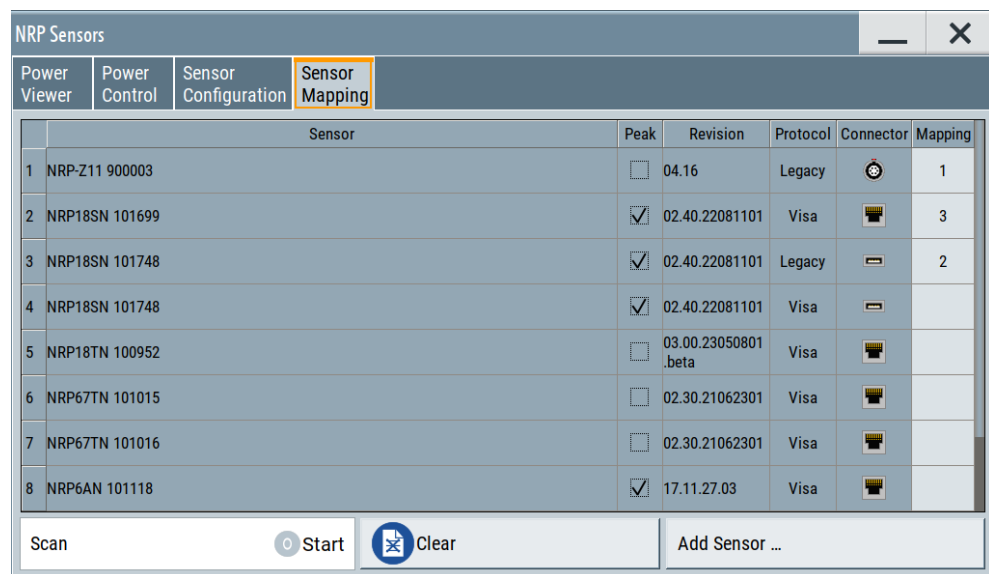 NRP Sensors
Power Viewer
Power Control
Sensor Configuration
Sensor Mapping
Sensor Peak Revision Protocol Connector Mapping
1 NRP-Z11 900003 04.16 Legacy 1
2 NRP18SN 101699 02.40.22081101 Visa 3
3 NRP18SN 101748 02.40.22081101 Legacy 2
4 NRP18SN 101748 02.40.22081101 Visa
5 NRP18TN 100952 03.00.23050801 .beta Visa
6 NRP67TN 101015 02.30.21062301 Visa
7 NRP67TN 101016 02.30.21062301 Visa
8 NRP6AN 101118 17.11.27.03 Visa
Scan Start Clear Add Sensor ...